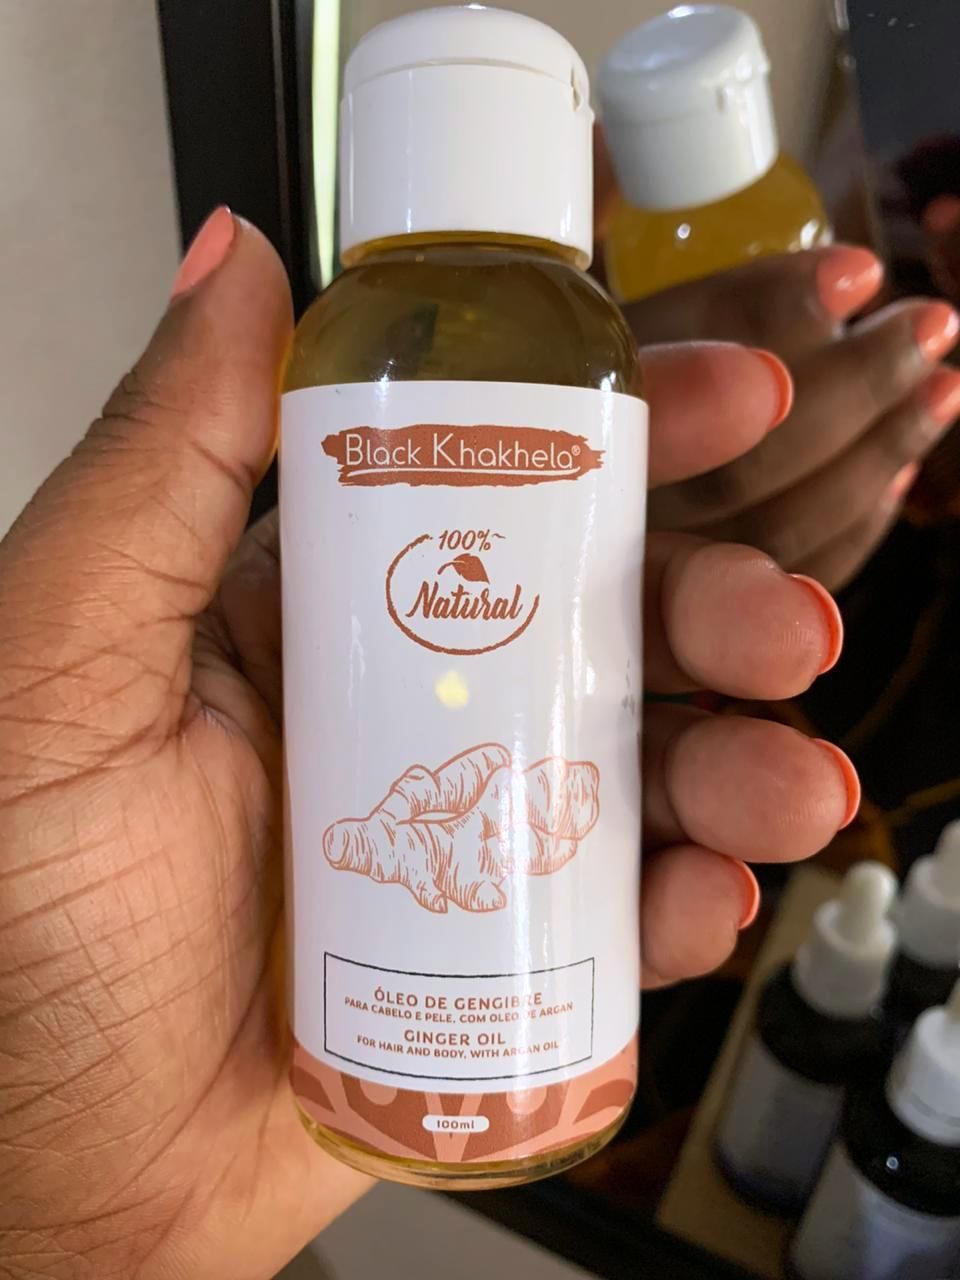 Black Khakhela®
100%
Natural
ÓLEO DE GENGIBRE
PARA CABELO E PELE, COM OLEO DE ARGAN
GINGER OIL
FOR HAIR AND BODY, WITH ARGAN OIL
100ml